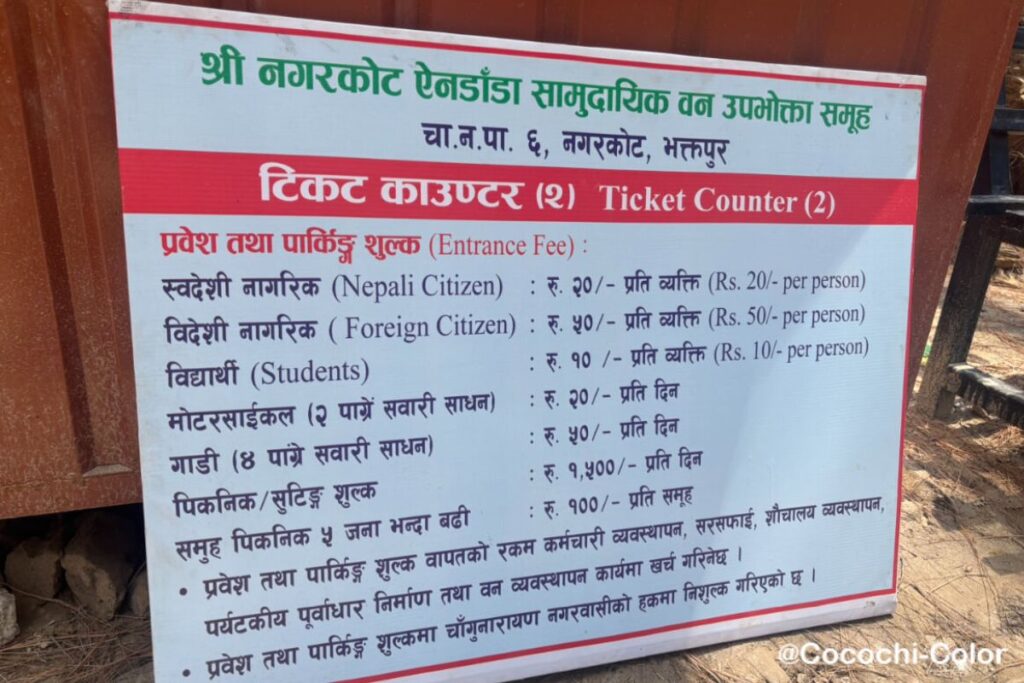 श्री नगरकोट ऐनडाँडा सामुदायिक वन उपभोक्ता समूह
चा.न.पा. ६, नगरकोट, भक्तपुर
टिकट काउण्टर (२) Ticket Counter (2)
प्रवेश तथा पार्किङ्ग शुल्क (Entrance Fee) :
स्वदेशी नागरिक (Nepali Citizen) : रु. २०/- प्रति व्यक्ति (Rs. 20/- per person)
विदेशी नागरिक ( Foreign Citizen) : रु. ५०/- प्रति व्यक्ति (Rs. 50/- per person)
विद्यार्थी (Students) : रु. १० /- प्रति व्यक्ति (Rs. 10/- per person)
मोटरसाईकल (२ पाग्रें सवारी साधन) : रु. २०/- प्रति दिन
गाडी (४ पांग्रे सवारी साधन) : रु. ५०/- प्रति दिन
पिकनिक/सुटिङ्ग शुल्क : रु. १,५००/- प्रति दिन
समुह पिकनिक ५ जना भन्दा बढी : रु. १००/- प्रति समूह
• प्रवेश तथा पार्किङ्ग शुल्क वापतको रकम कर्मचारी व्यवस्थापन, सरसफाई, शौचालय व्यवस्थापन,
पर्यटकीय पूर्वाधार निर्माण तथा वन व्यवस्थापन कार्यमा खर्च गरिनेछ ।
• प्रवेश तथा पार्किङ्ग शुल्कमा चाँगुनारायण नगरवासीको हकमा निशुल्क गरिएको छ ।
@Cocochi-Color